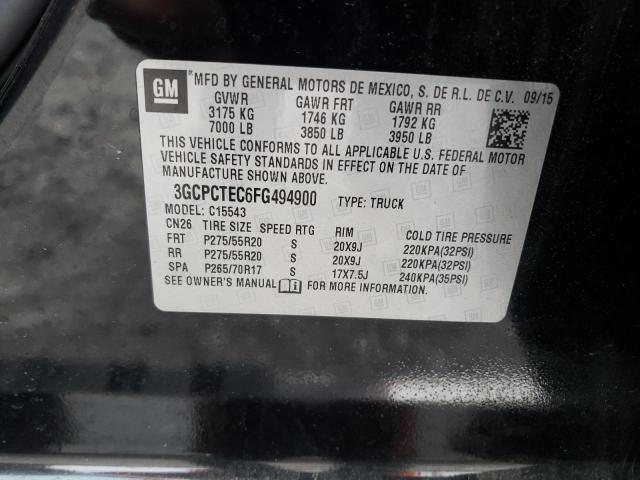 GM
MFD BY GENERAL MOTORS DE MEXICO, S. DE R.L. DE C.V. 09/15
GVWR GAWR FRT GAWR RR
3175 KG 1746 KG 1792 KG
7000 LB 3850 LB 3950 LB
THIS VEHICLE CONFORMS TO ALL APPLICABLE U.S. FEDERAL MOTOR
VEHICLE SAFETY STANDARDS IN EFFECT ON THE DATE OF
MANUFACTURE SHOWN ABOVE.
3GCPCTEC6FG494900 TYPE: TRUCK
MODEL: C15543
CN26 TIRE SIZE SPEED RTG RIM COLD TIRE PRESSURE
FRT P275/55R20 S 20X9J 220KPA(32PSI)
RR P275/55R20 S 20X9J 220KPA(32PSI)
SPA P265/70R17 S 17X7.5J 240KPA(35PSI)
SEE OWNER'S MANUAL FOR MORE INFORMATION.